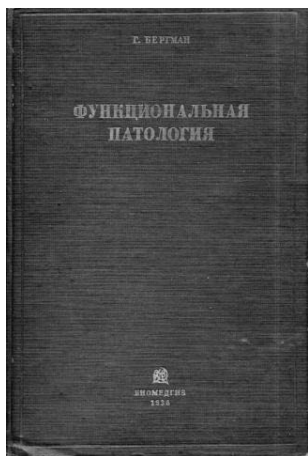 Г. БЕРГМАН
ФУНКЦИОНАЛЬНАЯ
ПАТОЛОГИЯ
БИОМЕДГИЗ
1936